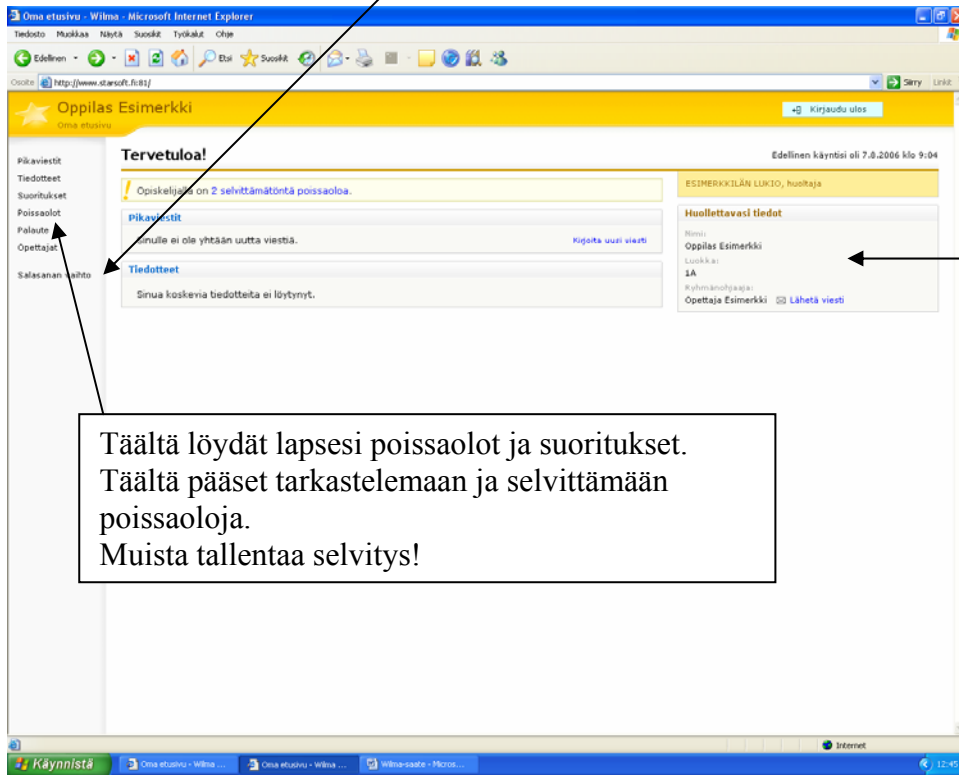 Oma etusivu - Wilma - Microsoft Internet Explorer
Tiedosto Muokkaa Näytä Suosikit Työkalut Ohje
Edellinen Etsi Suosikit
Osoite http://www.starsoft.fi:81/ Siirry Linkit
Oppilas Esimerkki
Oma etusivu
Kirjaudu ulos
Pikaviestit
Tiedotteet
Suoritukset
Poissaolot
Palaute
Opettajat
Salasanan vaihto
Tervetuloa!
Edellinen käyntisi oli 7.8.2006 klo 9:04
Opiskelijalla on 2 selvittämätöntä poissaoloa.
Pikaviestit
Sinulle ei ole yhtään uutta viestiä. Kirjoita uusi viesti
Tiedotteet
Sinua koskevia tiedotteita ei löytynyt.
ESIMERKKILÄN LUKIO, huoltaja
Huollettavasi tiedot
Nimi:
Oppilas Esimerkki
Luokka:
1A
Ryhmänohjaaja:
Opettaja Esimerkki Lähetä viesti
Täältä löydät lapsesi poissaolot ja suoritukset.
Täältä pääset tarkastelemaan ja selvittämään
poissaoloja.
Muista tallentaa selvitys!
Internet
Käynnistä Oma etusivu - Wilma ... Oma etusivu - Wilma ... Wilma-saate - Micros... 12:45